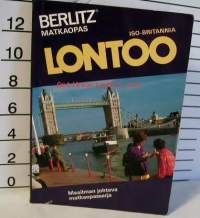 BERLITZ®
MATKAOPAS
ISO-BRITANNIA
LONTOO
Maailman johtava
matkaopassarja
12
10
8
6
4
2
0